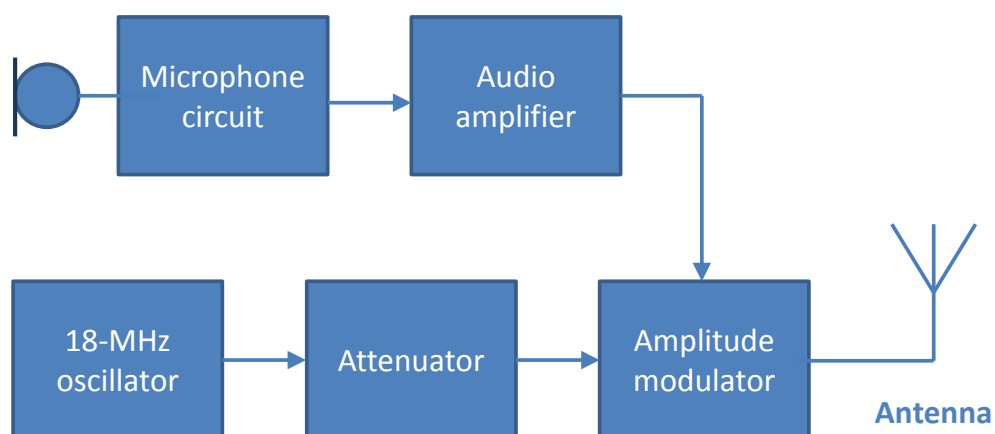 Microphone
circuit
Audio
amplifier
18-MHz
oscillator
Attenuator
Amplitude
modulator
Antenna